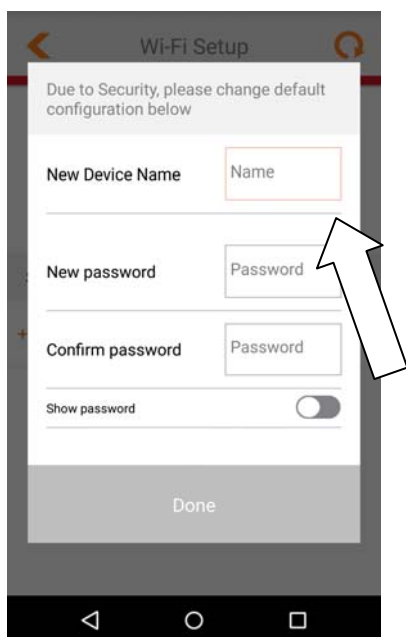 Wi-Fi Setup
Due to Security, please change default
configuration below
New Device Name
Name
New password
Password
Confirm password
Password
Show password
Done